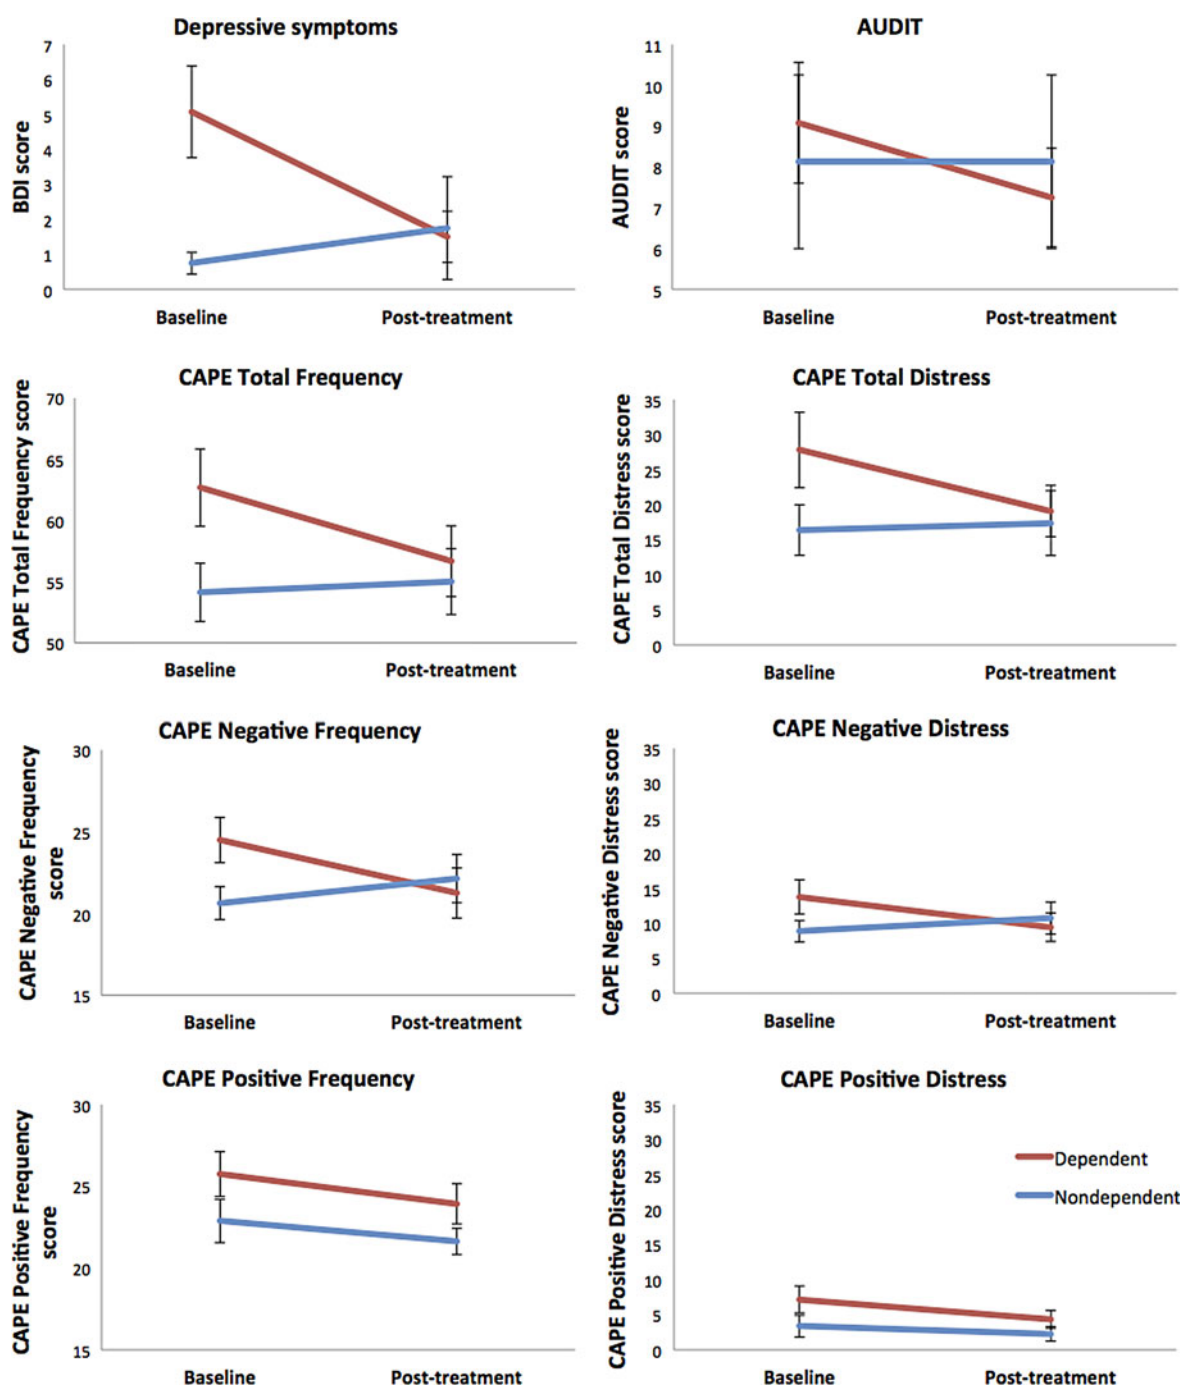 Depressive symptoms
BDI score
7
6
5
4
3
2
1
0
Baseline
Post-treatment
AUDIT
AUDIT score
11
10
9
8
7
6
5
Baseline
Post-treatment
CAPE Total Frequency
CAPE Total Frequency score
70
65
60
55
50
Baseline
Post-treatment
CAPE Total Distress
CAPE Total Distress score
35
30
25
20
15
10
5
0
Baseline
Post-treatment
CAPE Negative Frequency
CAPE Negative Frequency
score
30
25
20
15
Baseline
Post-treatment
CAPE Negative Distress
CAPE Negative Distress score
35
30
25
20
15
10
5
0
Baseline
Post-treatment
CAPE Positive Frequency
CAPE Positive Frequency
score
30
25
20
15
Baseline
Post-treatment
CAPE Positive Distress
CAPE Positive Distress score
35
30
25
20
15
10
5
0
Dependent
Nondependent
Baseline
Post-treatment